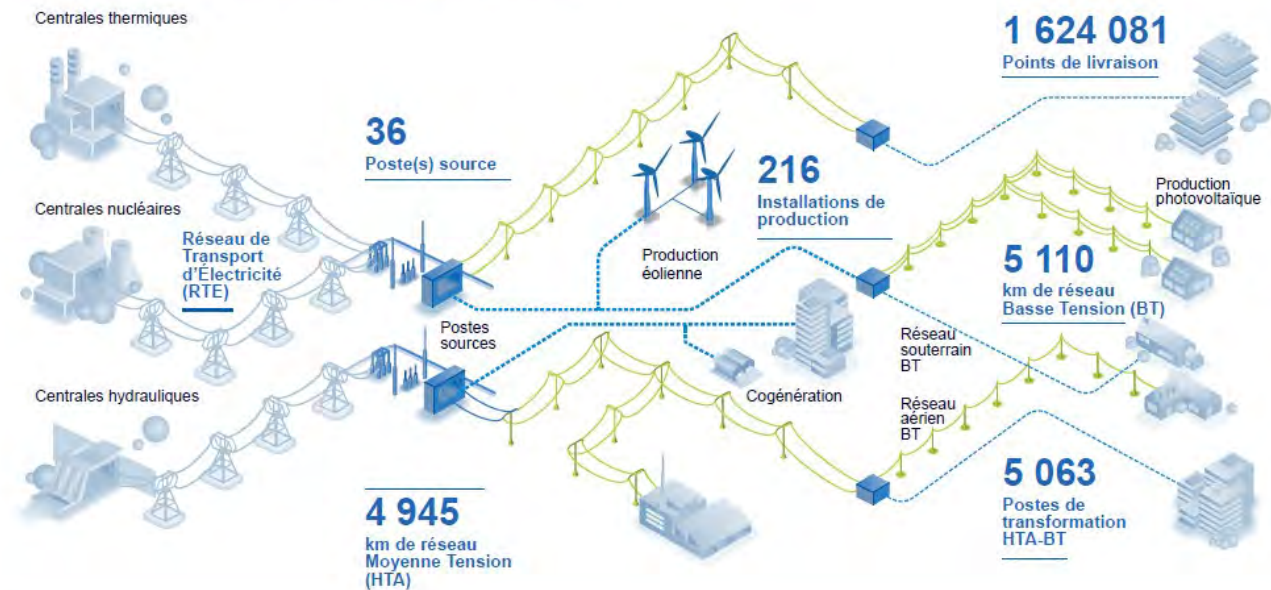 Centrales thermiques
1 624 081
Points de livraison
36
Poste(s) source
216
Installations de
production
Production
photovoltaïque
Centrales nucléaires
Réseau de
Transport
d'Électricité
(RTE)
Production
éolienne
5 110
km de réseau
Basse Tension (BT)
Postes
sources
Réseau
souterrain
BT
Centrales hydrauliques
Cogénération
Réseau
aérien
BT
4 945
km de réseau
Moyenne Tension
(HTA)
5 063
Postes de
transformation
HTA-BT